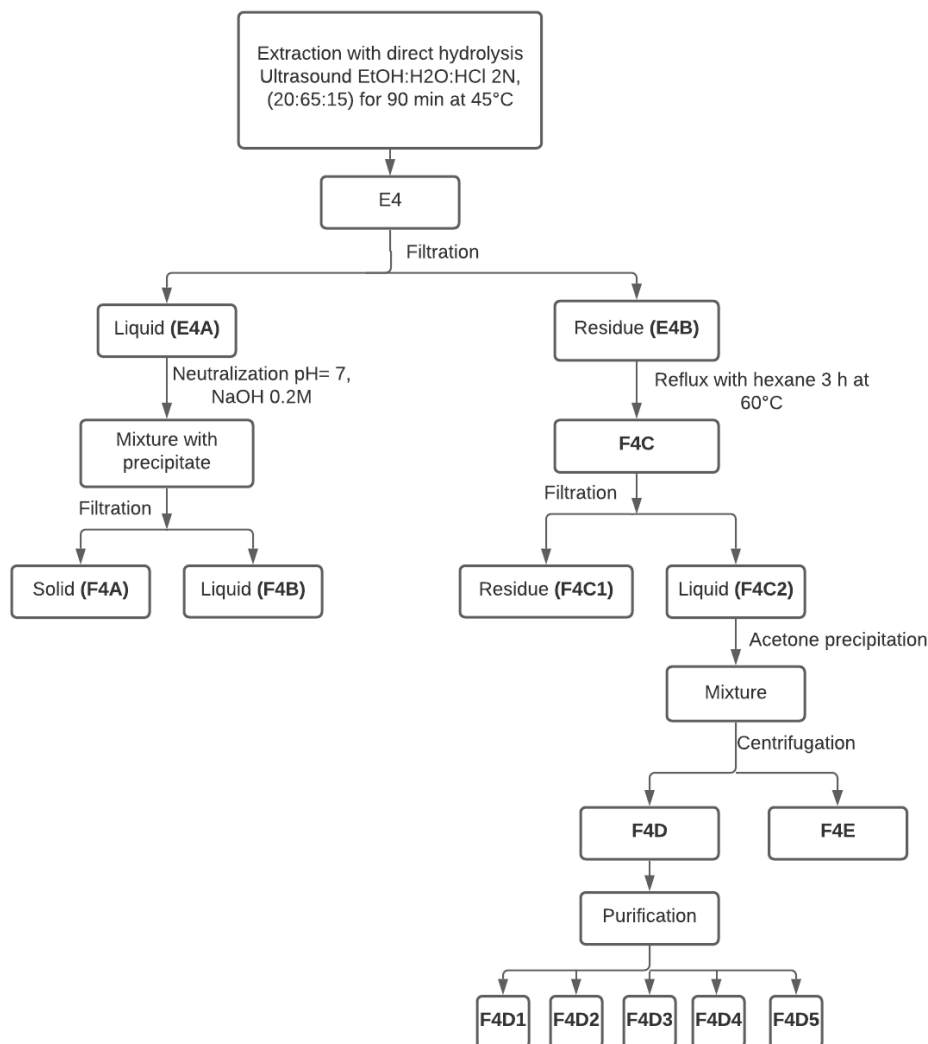 Extraction with direct hydrolysis
Ultrasound EtOH:H2O:HCl 2N,
(20:65:15) for 90 min at 45°C
E4
Filtration
Liquid (E4A)
Residue (E4B)
Neutralization pH= 7,
NaOH 0.2M
Reflux with hexane 3 h at
60°C
Mixture with
precipitate
F4C
Filtration
Filtration
Solid (F4A)
Liquid (F4B)
Residue (F4C1)
Liquid (F4C2)
Acetone precipitation
Mixture
Centrifugation
F4D
F4E
Purification
F4D1
F4D2
F4D3
F4D4
F4D5